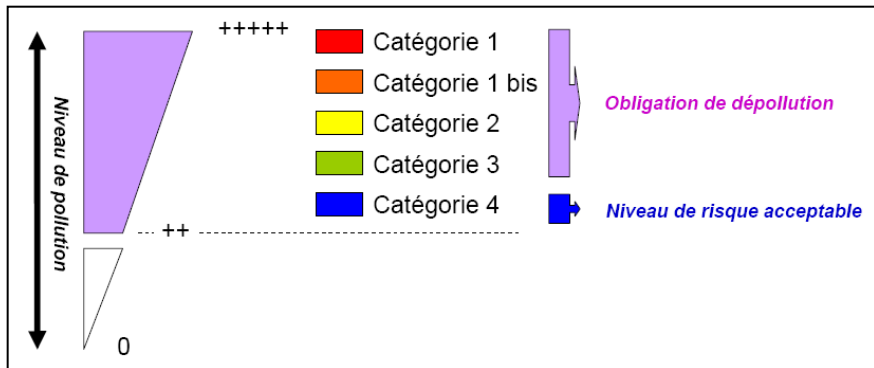 +++++
Catégorie 1
Catégorie 1 bis
Catégorie 2
Catégorie 3
Catégorie 4
Niveau de pollution
Obligation de dépollution
Niveau de risque acceptable
++
0